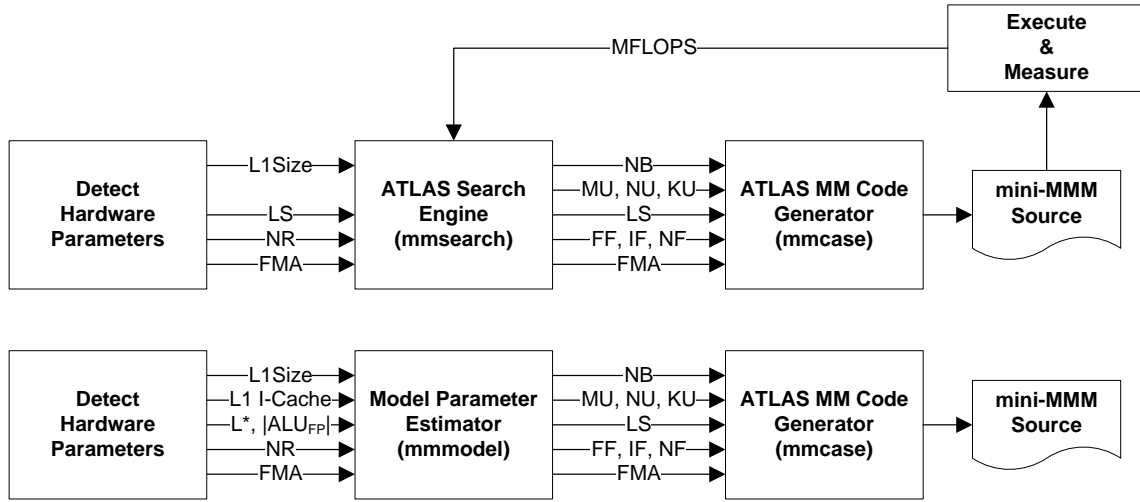 Execute
&
Measure
MFLOPS
Detect
Hardware
Parameters
L1Size
LS
NR
FMA
ATLAS Search
Engine
(mmsearch)
NB
MU, NU, KU
LS
FF, IF, NF
FMA
ATLAS MM Code
Generator
(mmcase)
mini-MMM
Source
Detect
Hardware
Parameters
L1Size
L1 I-Cache
L*, |ALUFP|
NR
FMA
Model Parameter
Estimator
(mmmodel)
NB
MU, NU, KU
LS
FF, IF, NF
FMA
ATLAS MM Code
Generator
(mmcase)
mini-MMM
Source